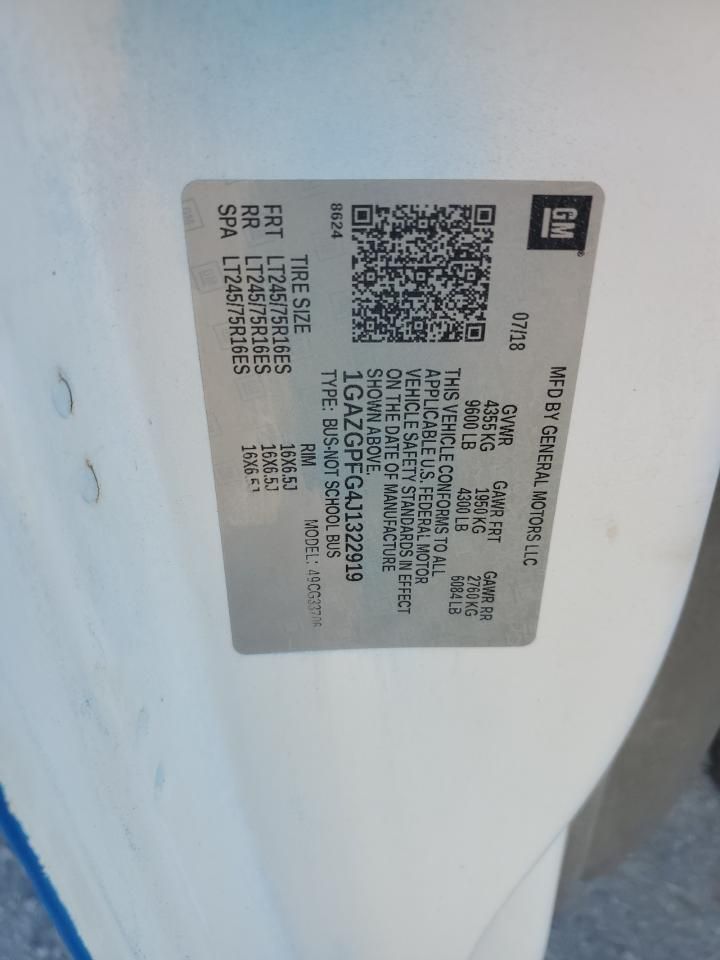 GM
MFD BY GENERAL MOTORS LLC
07/18 GVWR GAWR FRT GAWR RR
4355 KG 1950 KG 2760 KG
9600 LB 4300 LB 6084 LB
THIS VEHICLE CONFORMS TO ALL
APPLICABLE U.S. FEDERAL MOTOR
VEHICLE SAFETY STANDARDS IN EFFECT
ON THE DATE OF MANUFACTURE
SHOWN ABOVE.
1GAZGPFG4J1322919
8624 TYPE: BUS-NOT SCHOOL BUS
MODEL: 49CG33706
TIRE SIZE RIM
FRT LT245/75R16ES 16X6.5J
RR LT245/75R16ES 16X6.5J
SPA LT245/75R16ES 16X6.5J